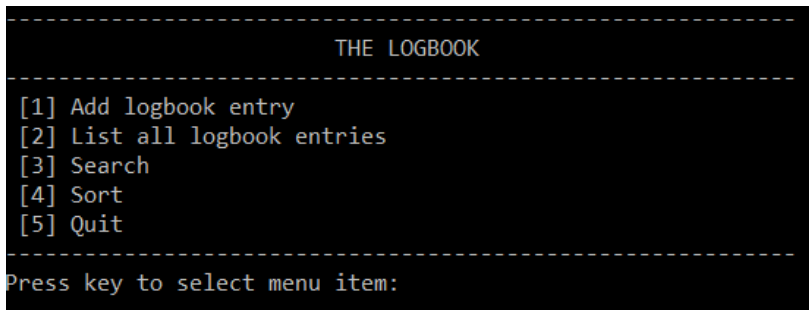 ------------------------------------------------------------
THE LOGBOOK
------------------------------------------------------------
[1] Add logbook entry
[2] List all logbook entries
[3] Search
[4] Sort
[5] Quit
------------------------------------------------------------
Press key to select menu item: